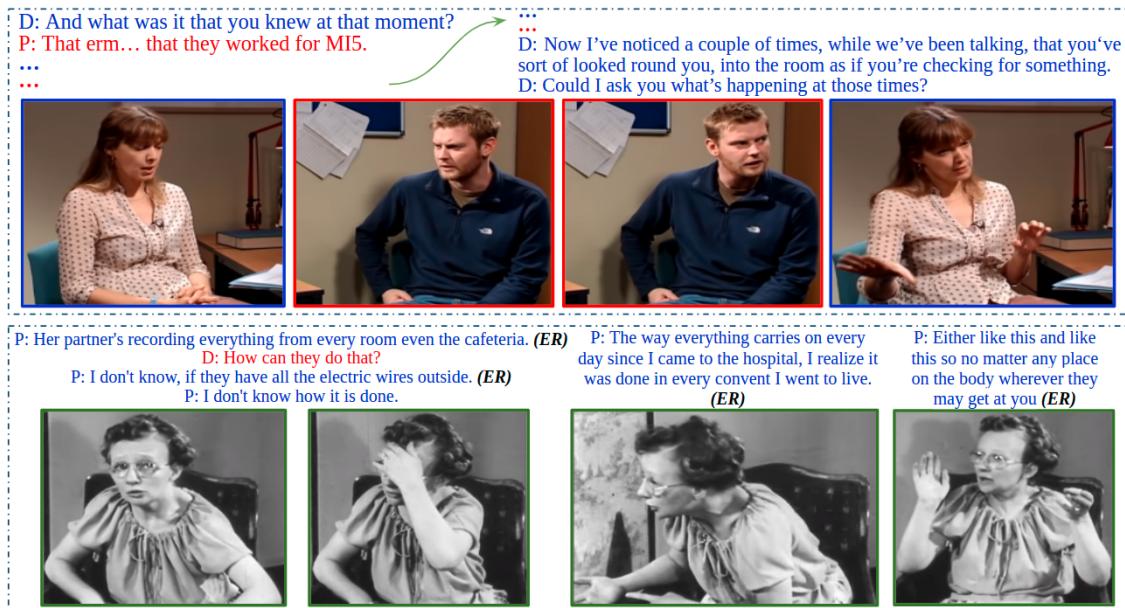 D: And what was it that you knew at that moment?
P: That erm… that they worked for MI5.
...
...
...
...
D: Now I've noticed a couple of times, while we've been talking, that you‘ve
sort of looked round you, into the room as if you’re checking for something.
D: Could I ask you what’s happening at those times?
P: Her partner's recording everything from every room even the cafeteria. (ER)
D: How can they do that?
P: I don't know, if they have all the electric wires outside. (ER)
P: I don't know how it is done.
P: The way everything carries on every
day since I came to the hospital, I realize it
was done in every convent I went to live.
(ER)
P: Either like this and like
this so no matter any place
on the body wherever they
may get at you (ER)